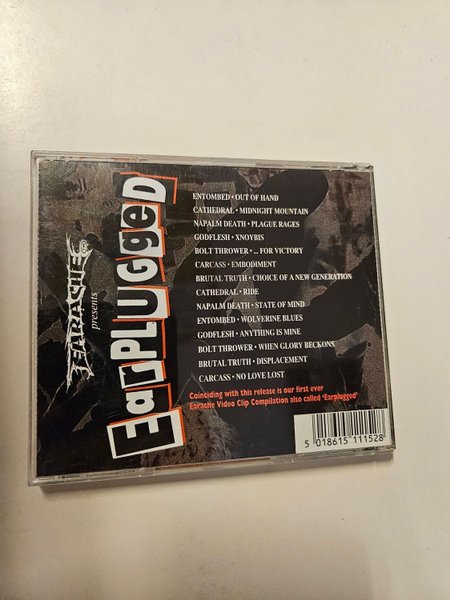 EARACHE
presents
EarPLUGgeD
ENTOMBED • OUT OF HAND
CATHEDRAL • MIDNIGHT MOUNTAIN
NAPALM DEATH • PLAGUE RAGES
GODFLESH • XNOYBIS
BOLT THROWER • ... FOR VICTORY
CARCASS • EMBODIMENT
BRUTAL TRUTH • CHOICE OF A NEW GENERATION
CATHEDRAL • RIDE
NAPALM DEATH • STATE OF MIND
ENTOMBED • WOLVERINE BLUES
GODFLESH • ANYTHING IS MINE
BOLT THROWER • WHEN GLORY BECKONS
BRUTAL TRUTH • DISPLACEMENT
CARCASS • NO LOVE LOST
Coinciding with this release is our first ever
Earache Video Clip Compilation also called 'Earplugged'
5 018615 111528